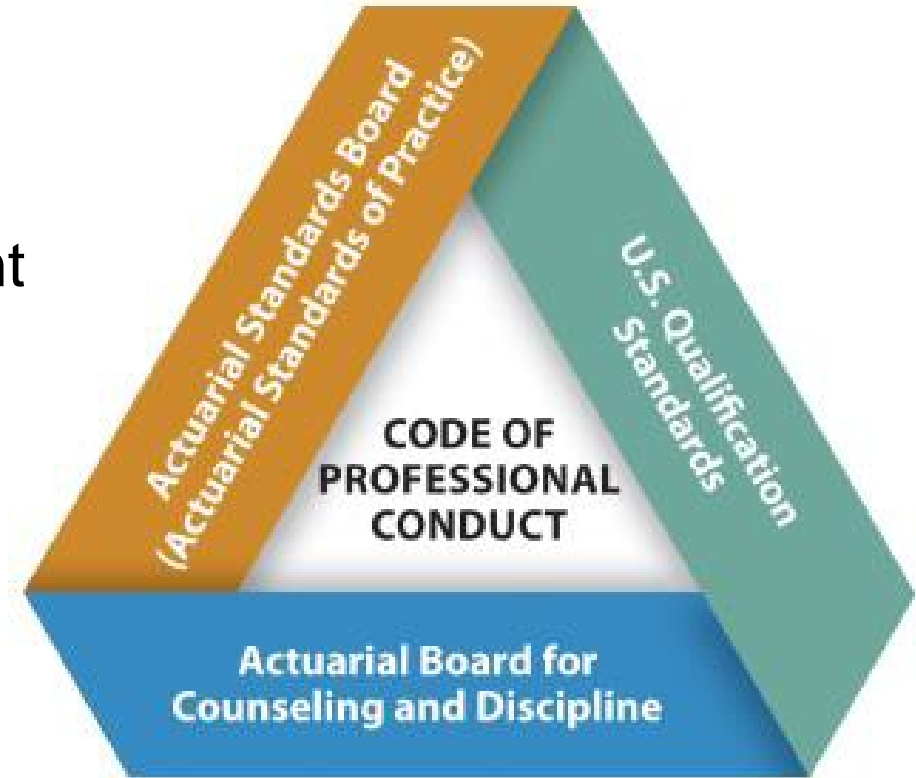 nt
Actuarial Standards Board
(Actuarial Standards of Practice)
U.S. Qualification
Standards
CODE OF
PROFESSIONAL
CONDUCT
Actuarial Board for
Counseling and Discipline